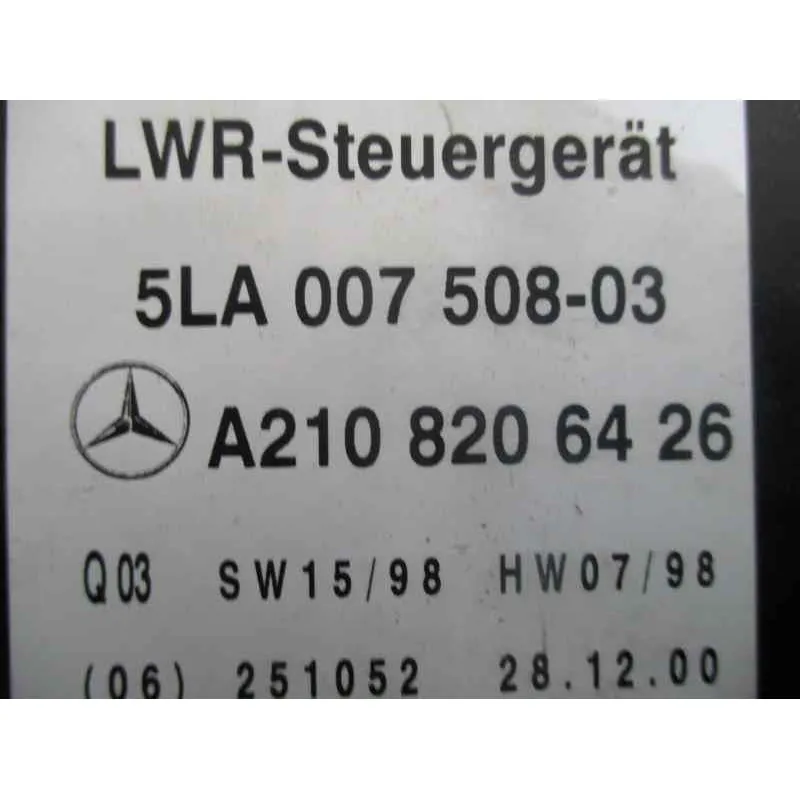 LWR-Steuergerät
5LA 007 508-03
A210 820 64 26
Q03 SW15/98 HW07/98
(06) 251052 28.12.00